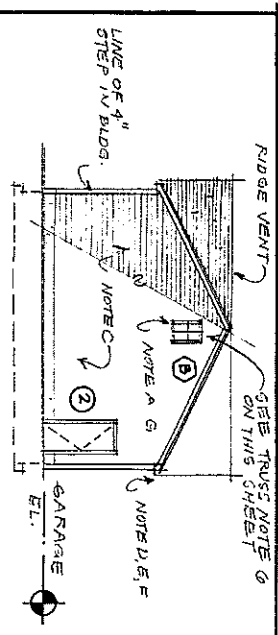 RIDGE VENT
SEE TRUSS NOTE 6
ON THIS SHEET
LINE OF 4"
STEP IN BLDG.
B
NOTE A G
NOTE C
2
NOTE D, E, F
GARAGE
EL.